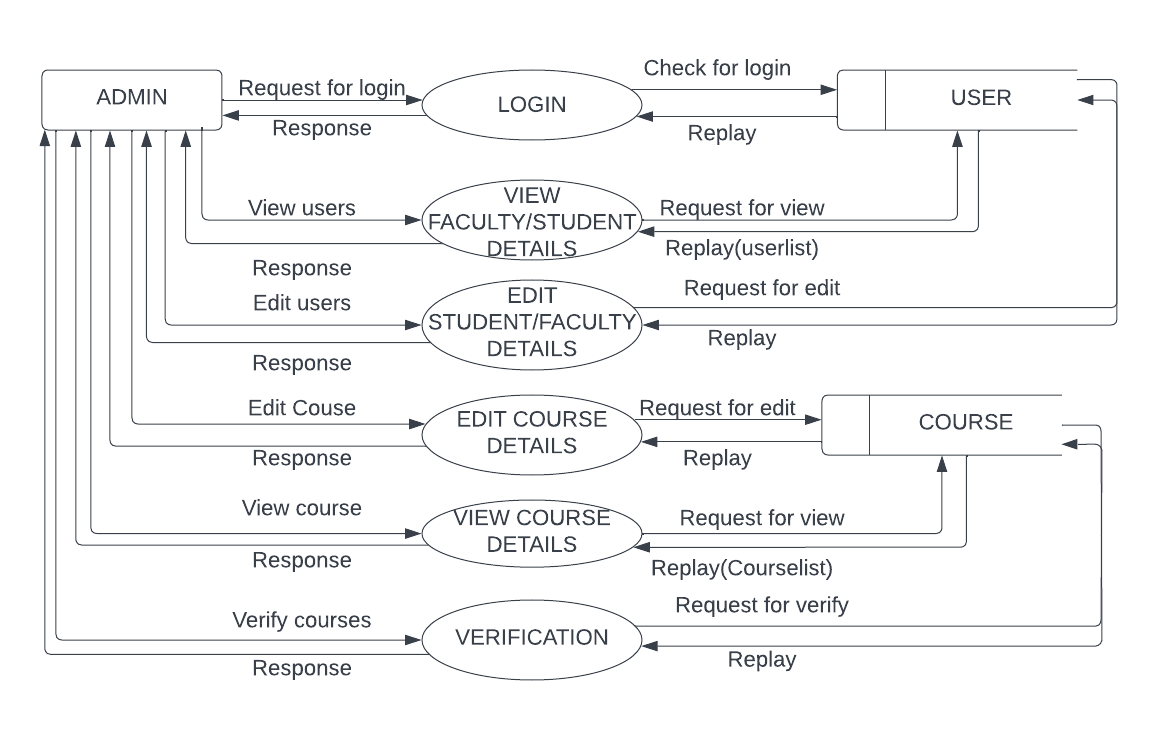 Check for login
ADMIN
Request for login
LOGIN
USER
Response
Replay
VIEW
FACULTY/STUDENT
DETAILS
View users
Request for view
Replay(userlist)
Response
Edit users
EDIT
STUDENT/FACULTY
DETAILS
Request for edit
Replay
Response
Edit Couse
EDIT COURSE
DETAILS
Request for edit
COURSE
Response
Replay
View course
VIEW COURSE
DETAILS
Request for view
Response
Replay(Courselist)
Verify courses
VERIFICATION
Request for verify
Response
Replay